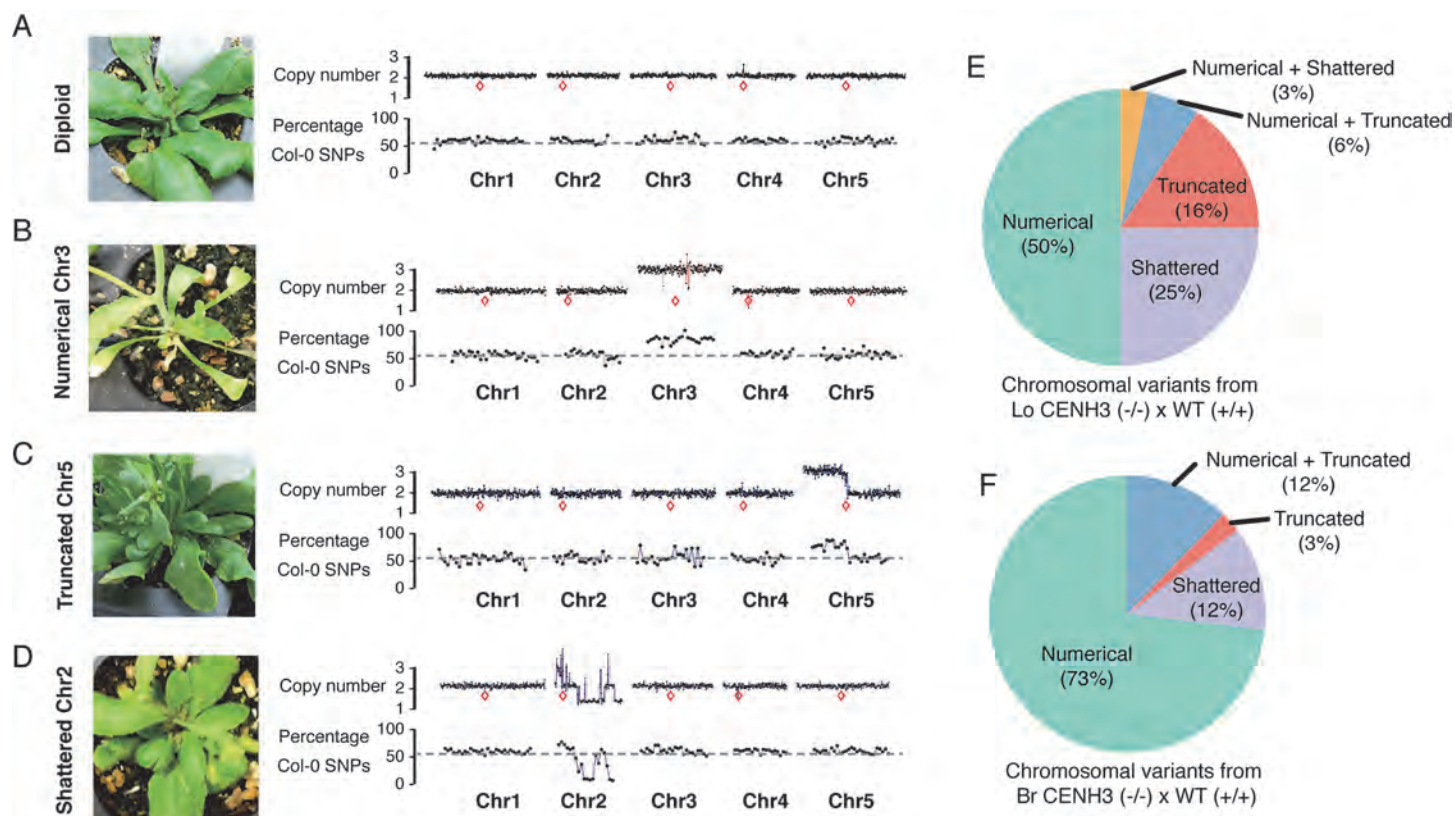 A
Diploid
Copy number
3
2
1
Percentage
Col-0 SNPs
100
50
0
Chr1 Chr2 Chr3 Chr4 Chr5
B
Numerical Chr3
Copy number
3
2
1
Percentage
Col-0 SNPs
100
50
0
Chr1 Chr2 Chr3 Chr4 Chr5
C
Truncated Chr5
Copy number
3
2
1
Percentage
Col-0 SNPs
100
50
0
Chr1 Chr2 Chr3 Chr4 Chr5
D
Shattered Chr2
Copy number
3
2
1
Percentage
Col-0 SNPs
100
50
0
Chr1 Chr2 Chr3 Chr4 Chr5
E
Numerical + Shattered
(3%)
Numerical + Truncated
(6%)
Truncated
(16%)
Numerical
(50%)
Shattered
(25%)
Chromosomal variants from
Lo CENH3 (-/-) x WT (+/+)
F
Numerical + Truncated
(12%)
Truncated
(3%)
Shattered
(12%)
Numerical
(73%)
Chromosomal variants from
Br CENH3 (-/-) x WT (+/+)